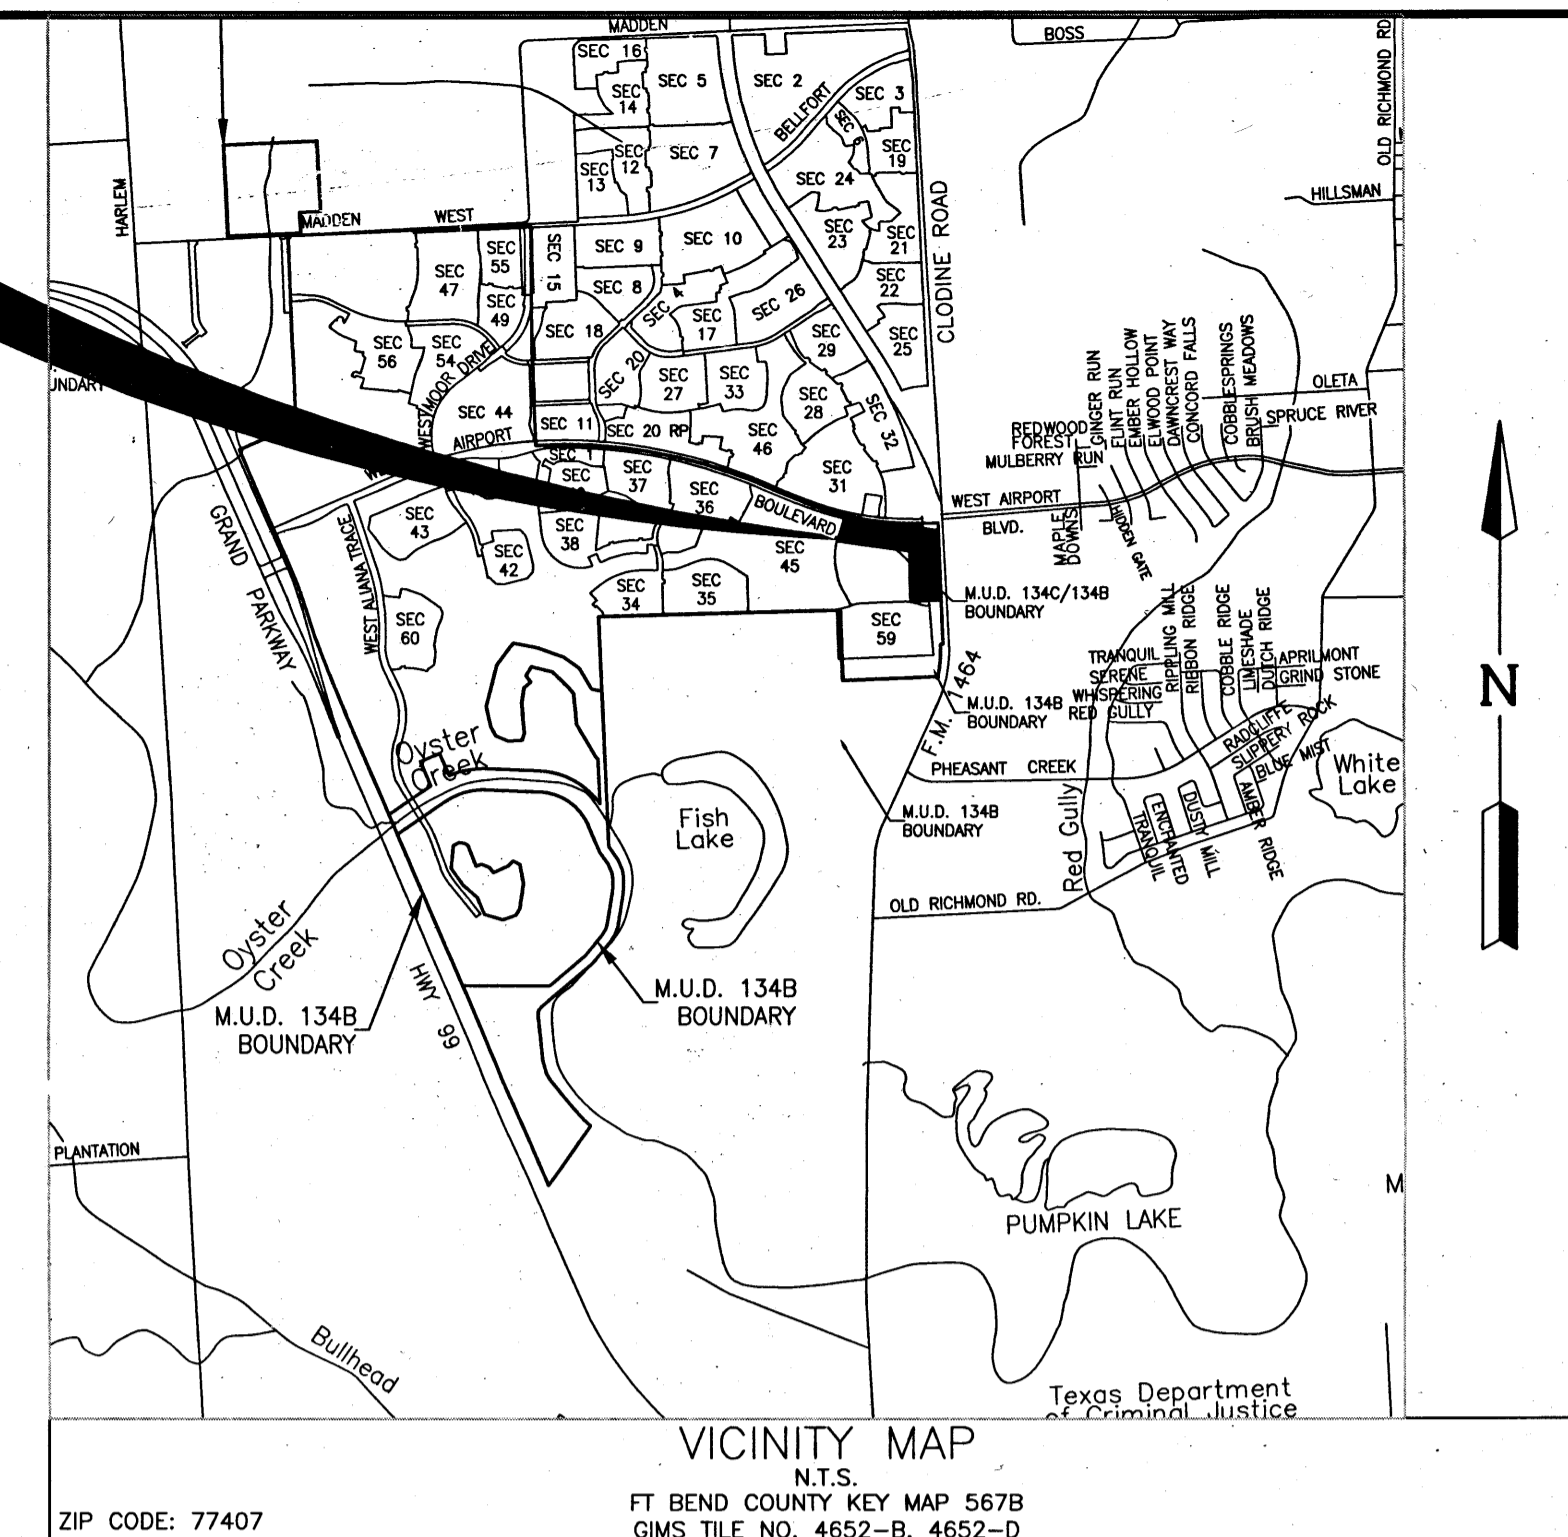 MADDEN
BOSS
OLD RICHMOND RD
SEC 16
SEC 5
SEC 2
SEC
14
BELLFORT
SEC 3
SEC 6
SEC
19
SEC
12
SEC 7
SEC
13
SEC 24
HARLEM
HILLSMAN
MADDEN
WEST
SEC
55
SEC 15
SEC 9
SEC 10
SEC
23
SEC
21
CLODINE ROAD
SEC
47
SEC 8
SEC
22
SEC
49
SEC 4
SEC
17
SEC 26
SEC 18
SEC
29
SEC
25
SEC
56
SEC
54
WESTMOOR DRIVE
SEC 20
SEC
27
SEC
33
SEC
28
SEC 32
UNDARY
SEC 44
SEC 11
SEC 20 RP
SEC
46
AIRPORT
SEC 1
SEC
SEC
37
SEC
36
SEC
31
BOULEVARD
GINGER RUN
FLINT RUN
EMBER HOLLOW
ELWOOD POINT
DAWNCREST WAY
CONCORD FALLS
COBBLESPRINGS
BRUSH MEADOWS
OLETA
SPRUCE RIVER
REDWOOD
FOREST
MULBERRY RUN
WEST AIRPORT
BLVD.
MAPLE
DOWNS
HIDDEN GATE
GRAND
PARKWAY
WEST ALIANA TRACE
SEC
43
SEC
42
SEC
38
SEC
45
SEC
34
SEC
35
SEC
59
SEC
60
M.U.D. 134C/134B
BOUNDARY
F.M. 1464
M.U.D. 134B
BOUNDARY
TRANQUIL
SERENE
WHISPERING
RED GULLY
RIPPLING MILL
RIBBON RIDGE
COBBLE RIDGE
LIMESHADE
DUTCH RIDGE
APRILMONT
GRIND STONE
RADCLIFFE
SLIPPERY ROCK
BLUE MIST
White
Lake
Oyster
Creek
PHEASANT CREEK
Fish
Lake
M.U.D. 134B
BOUNDARY
Red Gully
TRANQUIL
ENCHANTED
DUSTY MILL
AMBER RIDGE
OLD RICHMOND RD.
Oyster
Creek
HWY 99
M.U.D. 134B
BOUNDARY
M.U.D. 134B
BOUNDARY
PLANTATION
M
PUMPKIN LAKE
Bullhead
Texas Department
of Criminal Justice
N
VICINITY MAP
N.T.S.
FT BEND COUNTY KEY MAP 567B
ZIP CODE: 77407
GIMS TILE NO. 4652-B, 4652-D